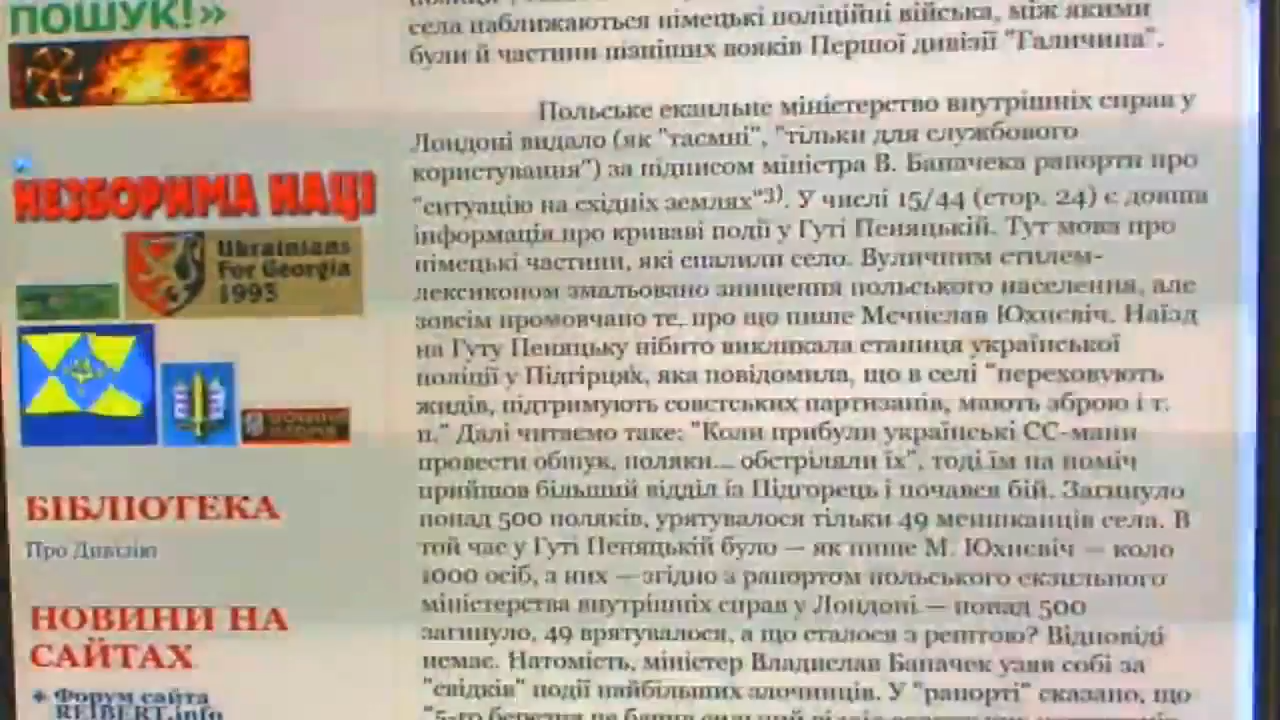 ПОШУК!»
НЕЗБОРИМА НАЦІ
Ukrainians
For Georgia
1993
БІБЛІОТЕКА
Про Дивізію
НОВИНИ НА
САЙТАХ
Форум сайта
REIBERT.info
села наближаються німецькі поліційні війська, між якими
були й частини пізніших вояків Першої дивізії "Галичина".
Польське екзильне міністерство внутрішніх справ у
Лондоні видало (як "таємні", "тільки для службового
користування") за підписом міністра В. Баначека рапорти про
"ситуацію на східніх землях"3). У числі 15/44 (стор. 24) є довша
інформація про криваві події у Гуті Пеняцькій. Тут мова про
німецькі частини, які спалили село. Вуличним стилем-
лексиконом змальовано знищення польського населення, але
зовсім промовчано те, про що пише Мєчислав Юхнєвіч. Наїзд
на Гуту Пеняцьку нібито викликала станиця української
поліції у Підгірцях, яка повідомила, що в селі "переховують
жидів, підтримують совєтських партизанів, мають зброю і т.
п." Далі читаємо таке: "Коли прибули українські СС-мани
провести обшук, поляки... обстріляли їх", тоді їм на поміч
прийшов більший відділ із Підгорець і почався бій. Загинуло
понад 500 поляків, урятувалося тільки 49 мешканців села. В
той час у Гуті Пеняцькій було — як пише М. Юхнєвіч — коло
1000 осіб, а них — згідно з рапортом польського екзильного
міністерства внутрішніх справ у Лондоні — понад 500
загинуло, 49 врятувалося, а що сталося з рештою? Відповіді
немає. Натомість, міністер Владислав Баначек узяв собі за
"свідків" події найбільших злочинців. У "рапорті" сказано, що
"5-го березня